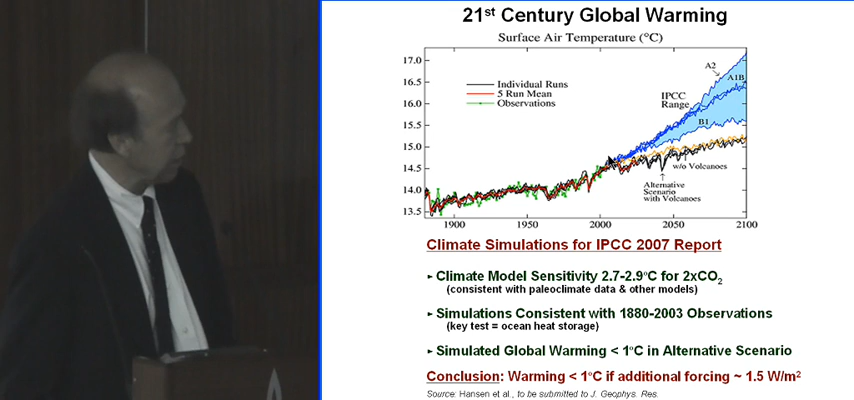 21st Century Global Warming
Surface Air Temperature (°C)
17.0
16.5
16.0
15.5
15.0
14.5
14.0
13.5
Individual Runs
5 Run Mean
Observations
A2
A1B
IPCC
Range
B1
w/o Volcanoes
Alternative
Scenario
with Volcanoes
1900
1950
2000
2050
2100
Climate Simulations for IPCC 2007 Report
► Climate Model Sensitivity 2.7-2.9°C for 2xCO2
(consistent with paleoclimate data & other models)
► Simulations Consistent with 1880-2003 Observations
(key test = ocean heat storage)
► Simulated Global Warming < 1°C in Alternative Scenario
Conclusion: Warming < 1°C if additional forcing ~ 1.5 W/m2
Source: Hansen et al., to be submitted to J. Geophys. Res.